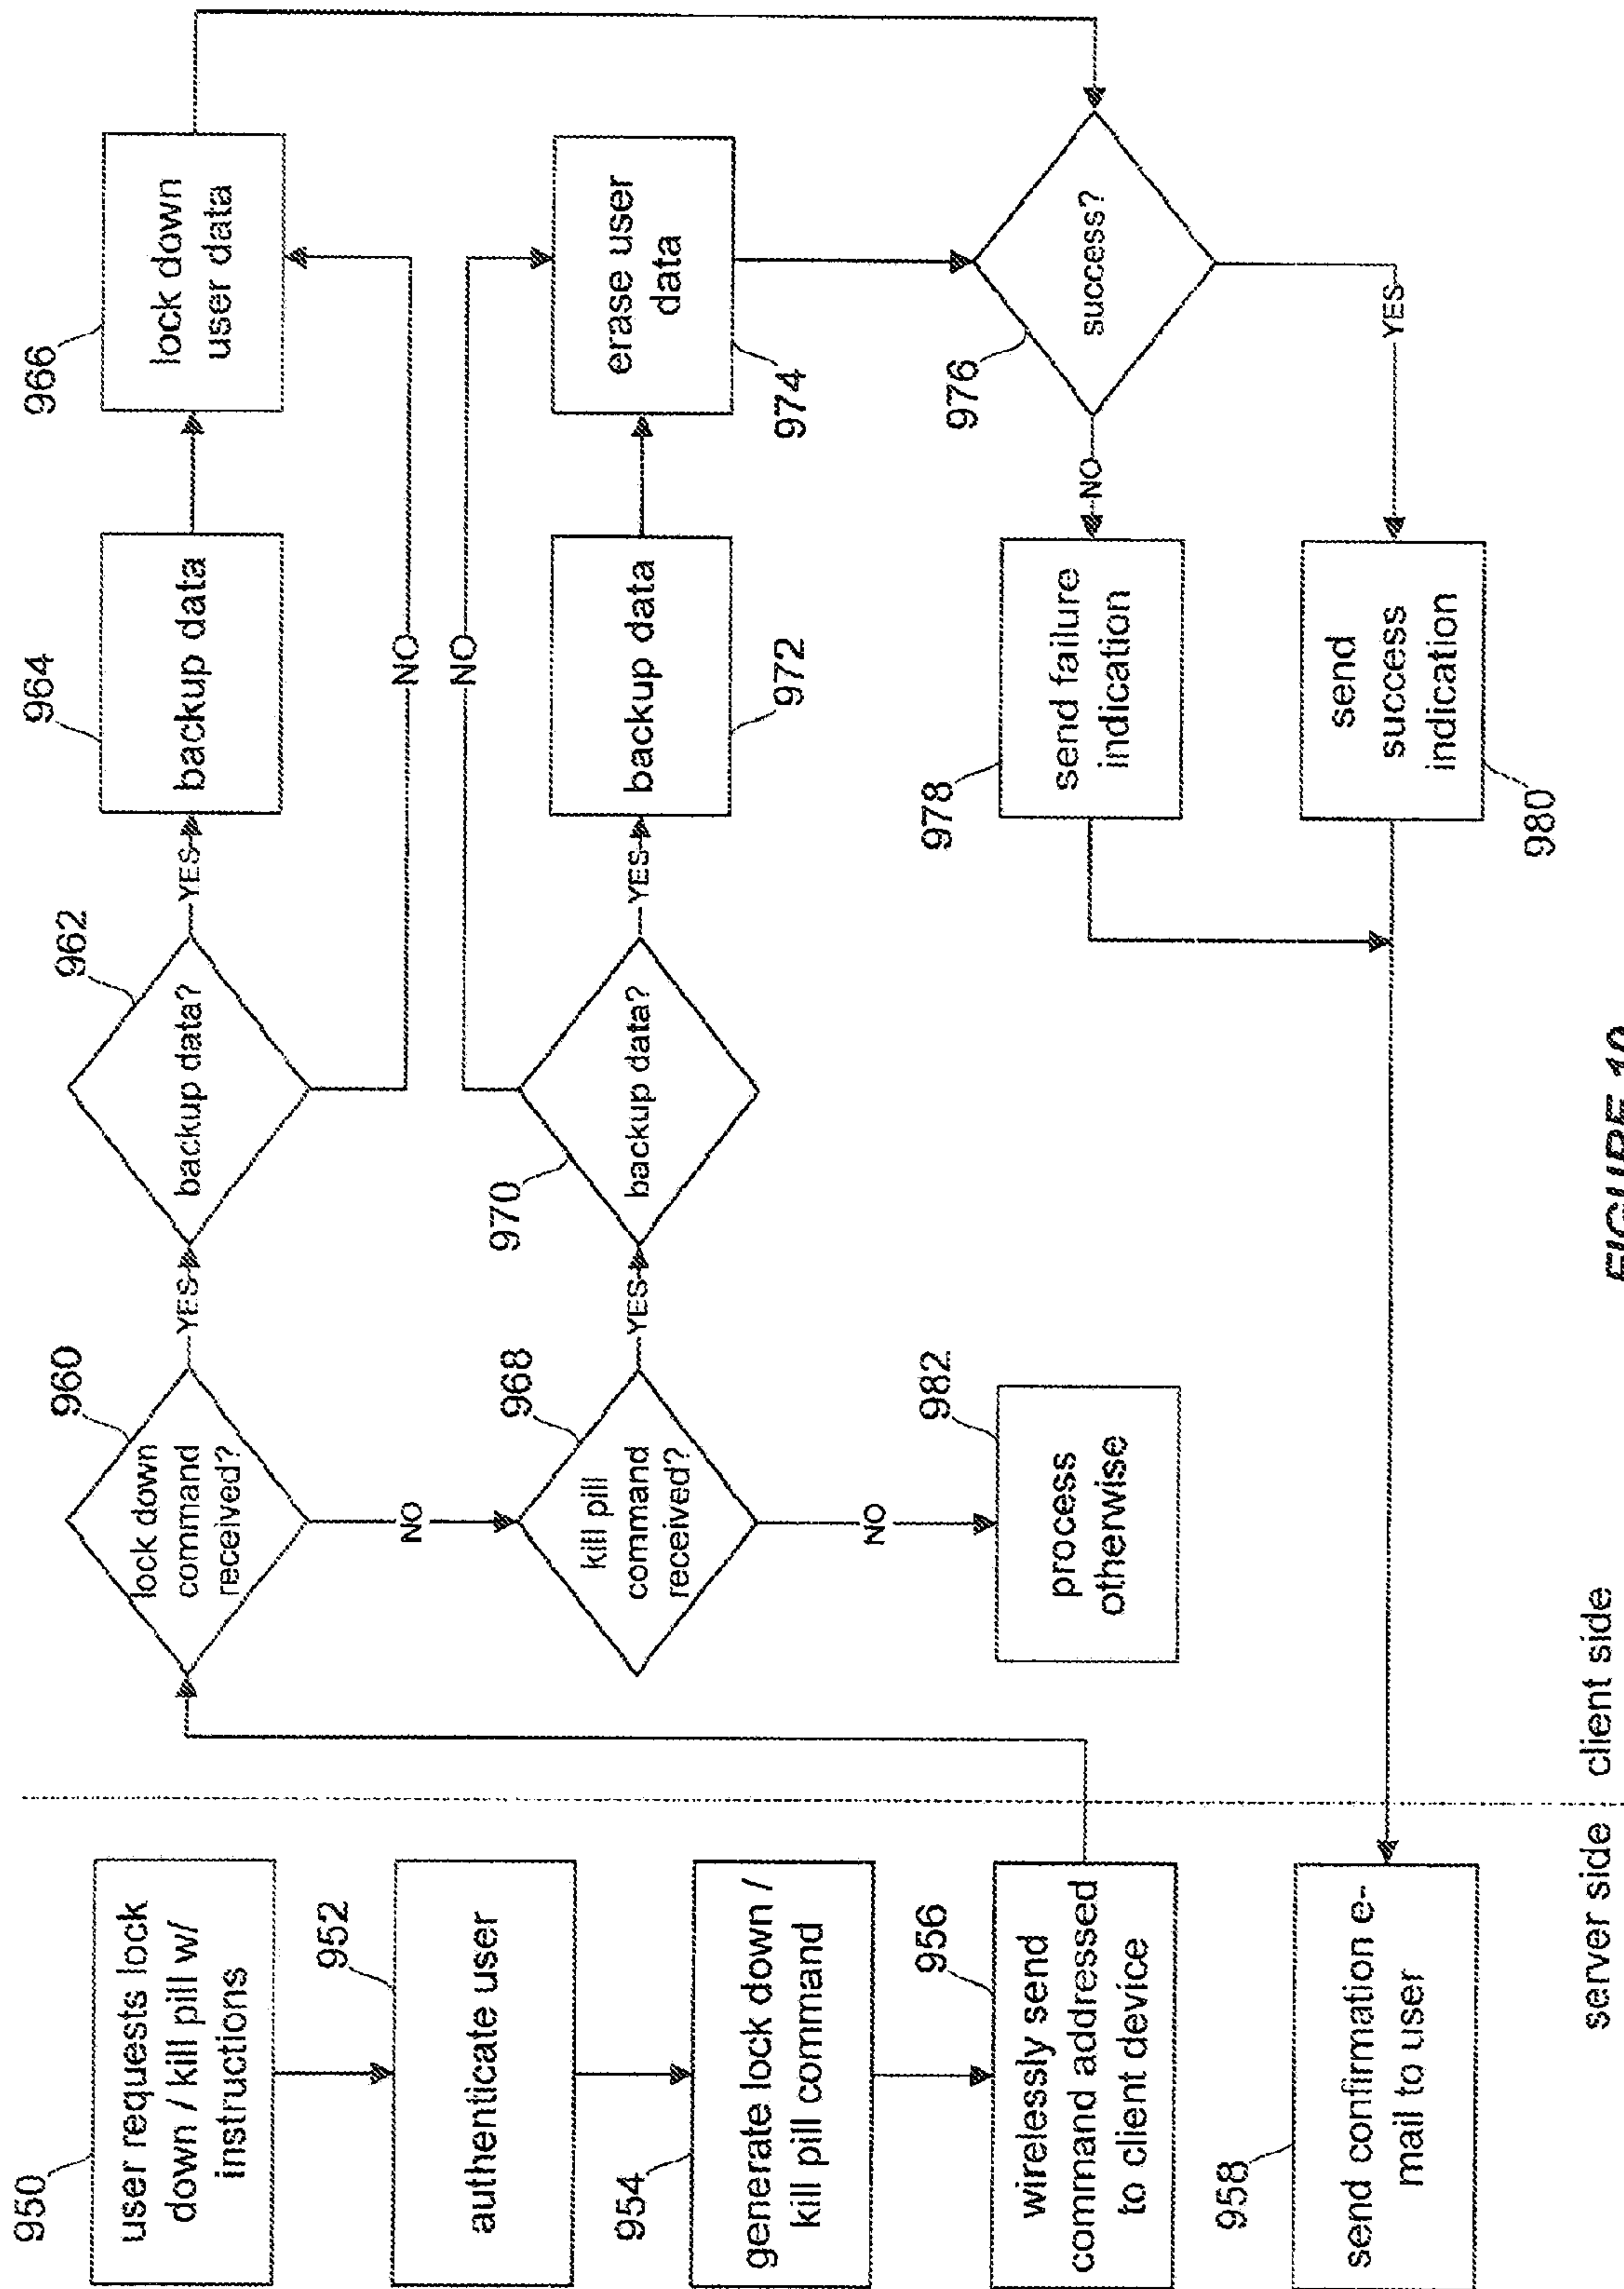 950
user requests lock
down / kill pill w/
instructions
952
authenticate user
954
generate lock down /
kill pill command
956
wirelessly send
command addressed
to client device
958
send confirmation e-
mail to user
server side
client side
960
lock down
command
received?
YES
NO
962
backup data?
YES
NO
964
backup data
966
lock down
user data
968
kill pill
command
received?
YES
NO
970
backup data?
YES
NO
972
backup data
974
erase user
data
982
process
otherwise
976
success?
NO
YES
978
send failure
indication
980
send
success
indication
FIGURE 10